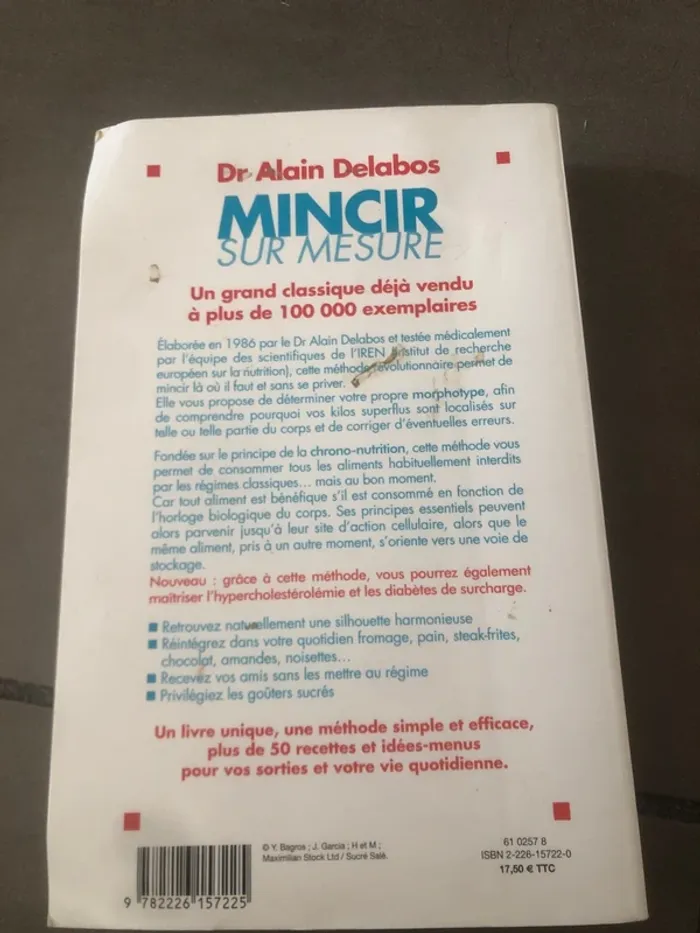 Dr Alain Delabos
MINCIR
SUR MESURE
Un grand classique déjà vendu
à plus de 100 000 exemplaires
Élaborée en 1986 par le Dr Alain Delabos et testée médicalement
par l'équipe des scientifiques de l'IREN (Institut de recherche
européen sur la nutrition), cette méthode révolutionnaire permet de
mincir là où il faut et sans se priver.
Elle vous propose de déterminer votre propre morphotype, afin
de comprendre pourquoi vos kilos superflus sont localisés sur
telle ou telle partie du corps et de corriger d'éventuelles erreurs.
Fondée sur le principe de la chrono-nutrition, cette méthode vous
permet de consommer tous les aliments habituellement interdits
par les régimes classiques... mais au bon moment.
Car tout aliment est bénéfique s'il est consommé en fonction de
l'horloge biologique du corps. Ses principes essentiels peuvent
alors parvenir jusqu'à leur site d'action cellulaire, alors que le
même aliment, pris à un autre moment, s'oriente vers une voie de
stockage.
Nouveau : grâce à cette méthode, vous pourrez également
maîtriser l'hypercholestérolémie et les diabètes de surcharge.
■ Retrouvez naturellement une silhouette harmonieuse
■ Réintégrez dans votre quotidien fromage, pain, steak-frites,
chocolat, amandes, noisettes...
■ Recevez vos amis sans les mettre au régime
■ Privilégiez les goûters sucrés
Un livre unique, une méthode simple et efficace,
plus de 50 recettes et idées-menus
pour vos sorties et votre vie quotidienne.
© Y. Bagros ; J. Garcia ; H et M ;
Maximilian Stock Ltd / Sucré Salé.
9 782226 157225
61 0257 8
ISBN 2-226-15722-0
17,50 € TTC